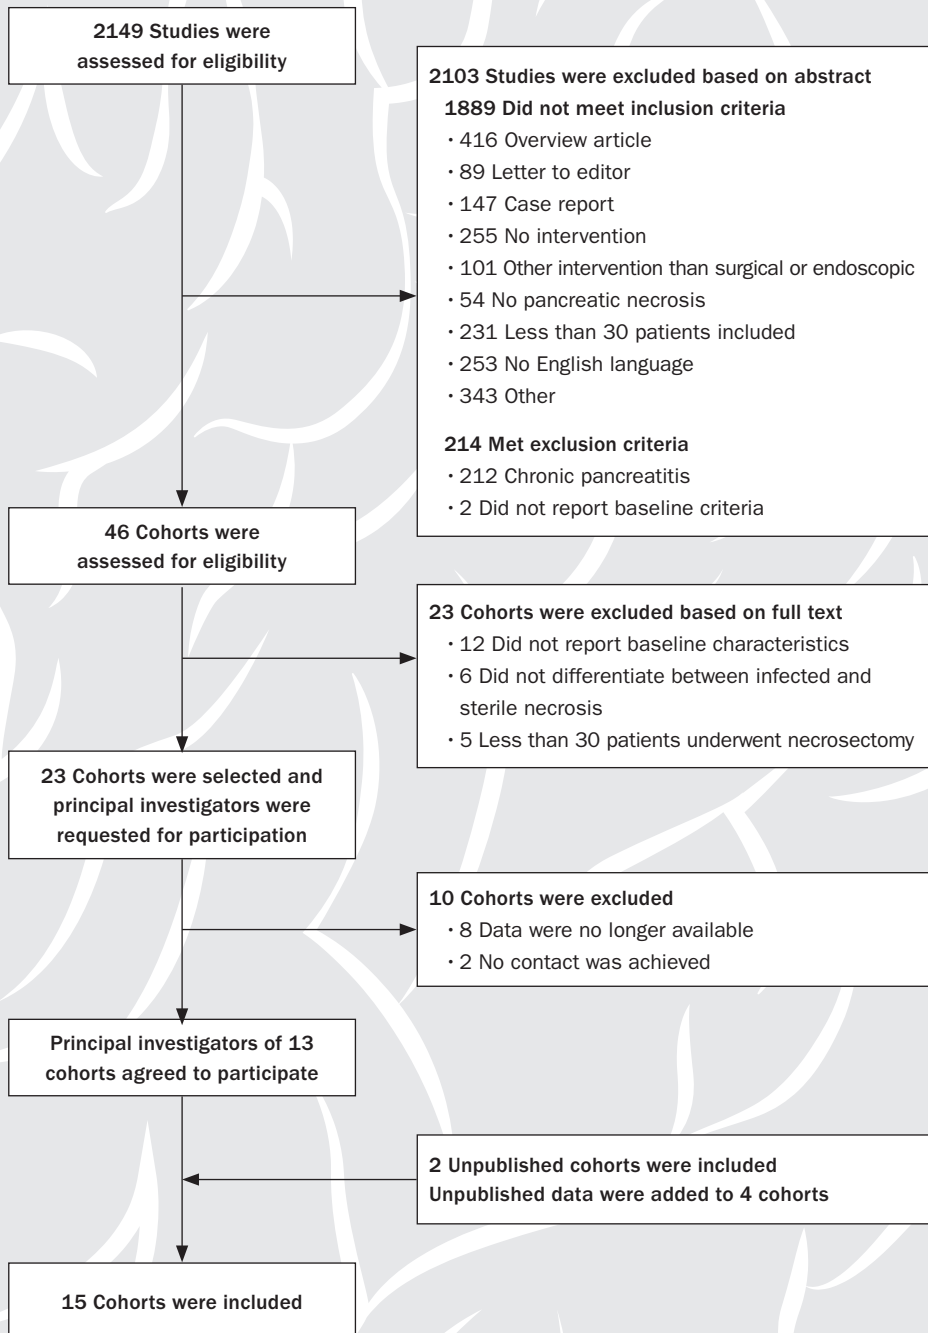 2149 Studies were
assessed for eligibility
2103 Studies were excluded based on abstract
1889 Did not meet inclusion criteria
· 416 Overview article
· 89 Letter to editor
· 147 Case report
· 255 No intervention
· 101 Other intervention than surgical or endoscopic
· 54 No pancreatic necrosis
· 231 Less than 30 patients included
· 253 No English language
· 343 Other
214 Met exclusion criteria
· 212 Chronic pancreatitis
· 2 Did not report baseline criteria
46 Cohorts were
assessed for eligibility
23 Cohorts were excluded based on full text
· 12 Did not report baseline characteristics
· 6 Did not differentiate between infected and
sterile necrosis
· 5 Less than 30 patients underwent necrosectomy
23 Cohorts were selected and
principal investigators were
requested for participation
10 Cohorts were excluded
· 8 Data were no longer available
· 2 No contact was achieved
Principal investigators of 13
cohorts agreed to participate
2 Unpublished cohorts were included
Unpublished data were added to 4 cohorts
15 Cohorts were included